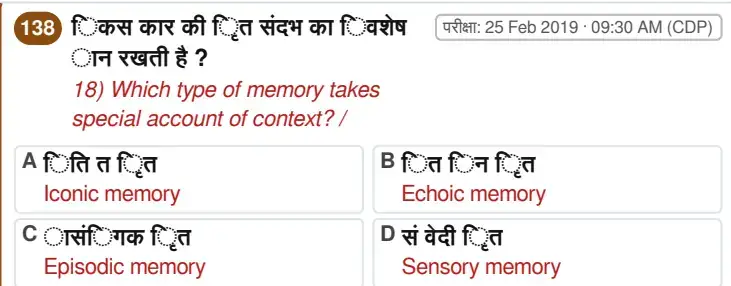 138 िकस कार की िृत संदभ का िवशेष परीक्षा: 25 Feb 2019 · 09:30 AM (CDP)
ान रखती है ?
18) Which type of memory takes
special account of context? /
A िति त िृत B ित िन िृत
Iconic memory Echoic memory
C ासंिगक िृत D सं वेदी िृत
Episodic memory Sensory memory